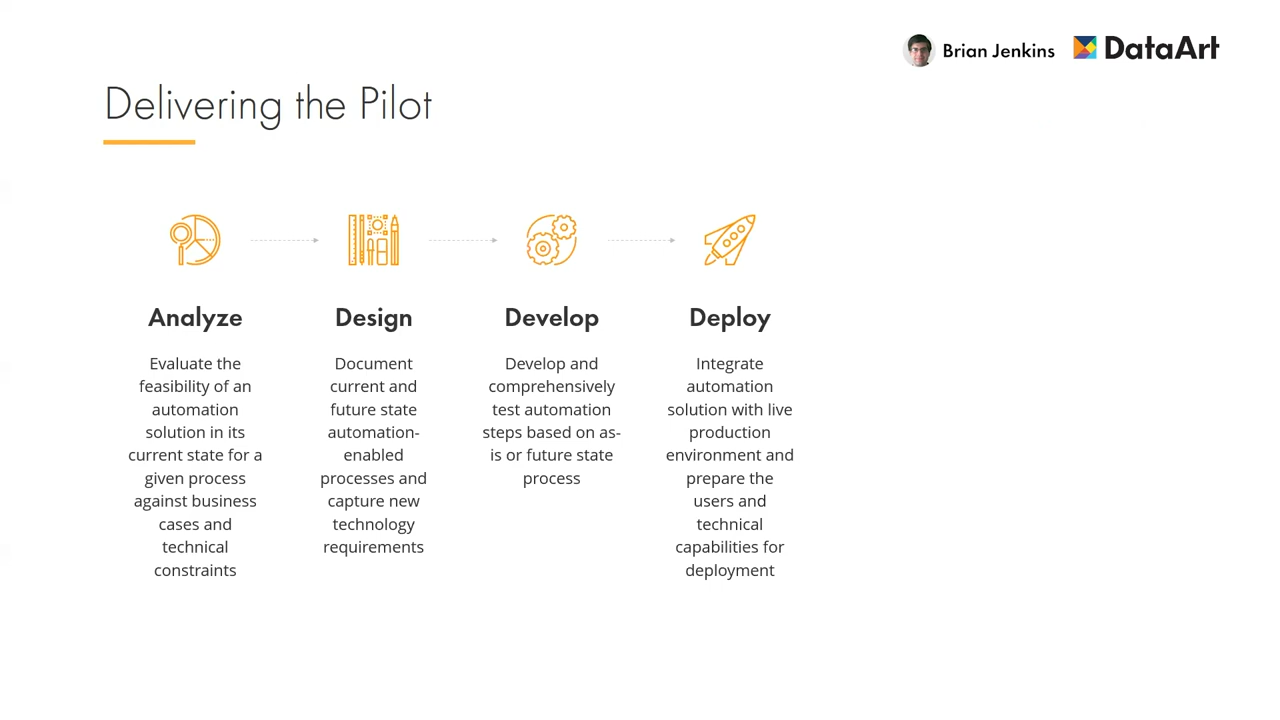 Brian Jenkins
DataArt
Delivering the Pilot
Analyze
Evaluate the
feasibility of an
automation
solution in its
current state for a
given process
against business
cases and
technical
constraints
Design
Document
current and
future state
automation-
enabled
processes and
capture new
technology
requirements
Develop
Develop and
comprehensively
test automation
steps based on as-
is or future state
process
Deploy
Integrate
automation
solution with live
production
environment and
prepare the
users and
technical
capabilities for
deployment